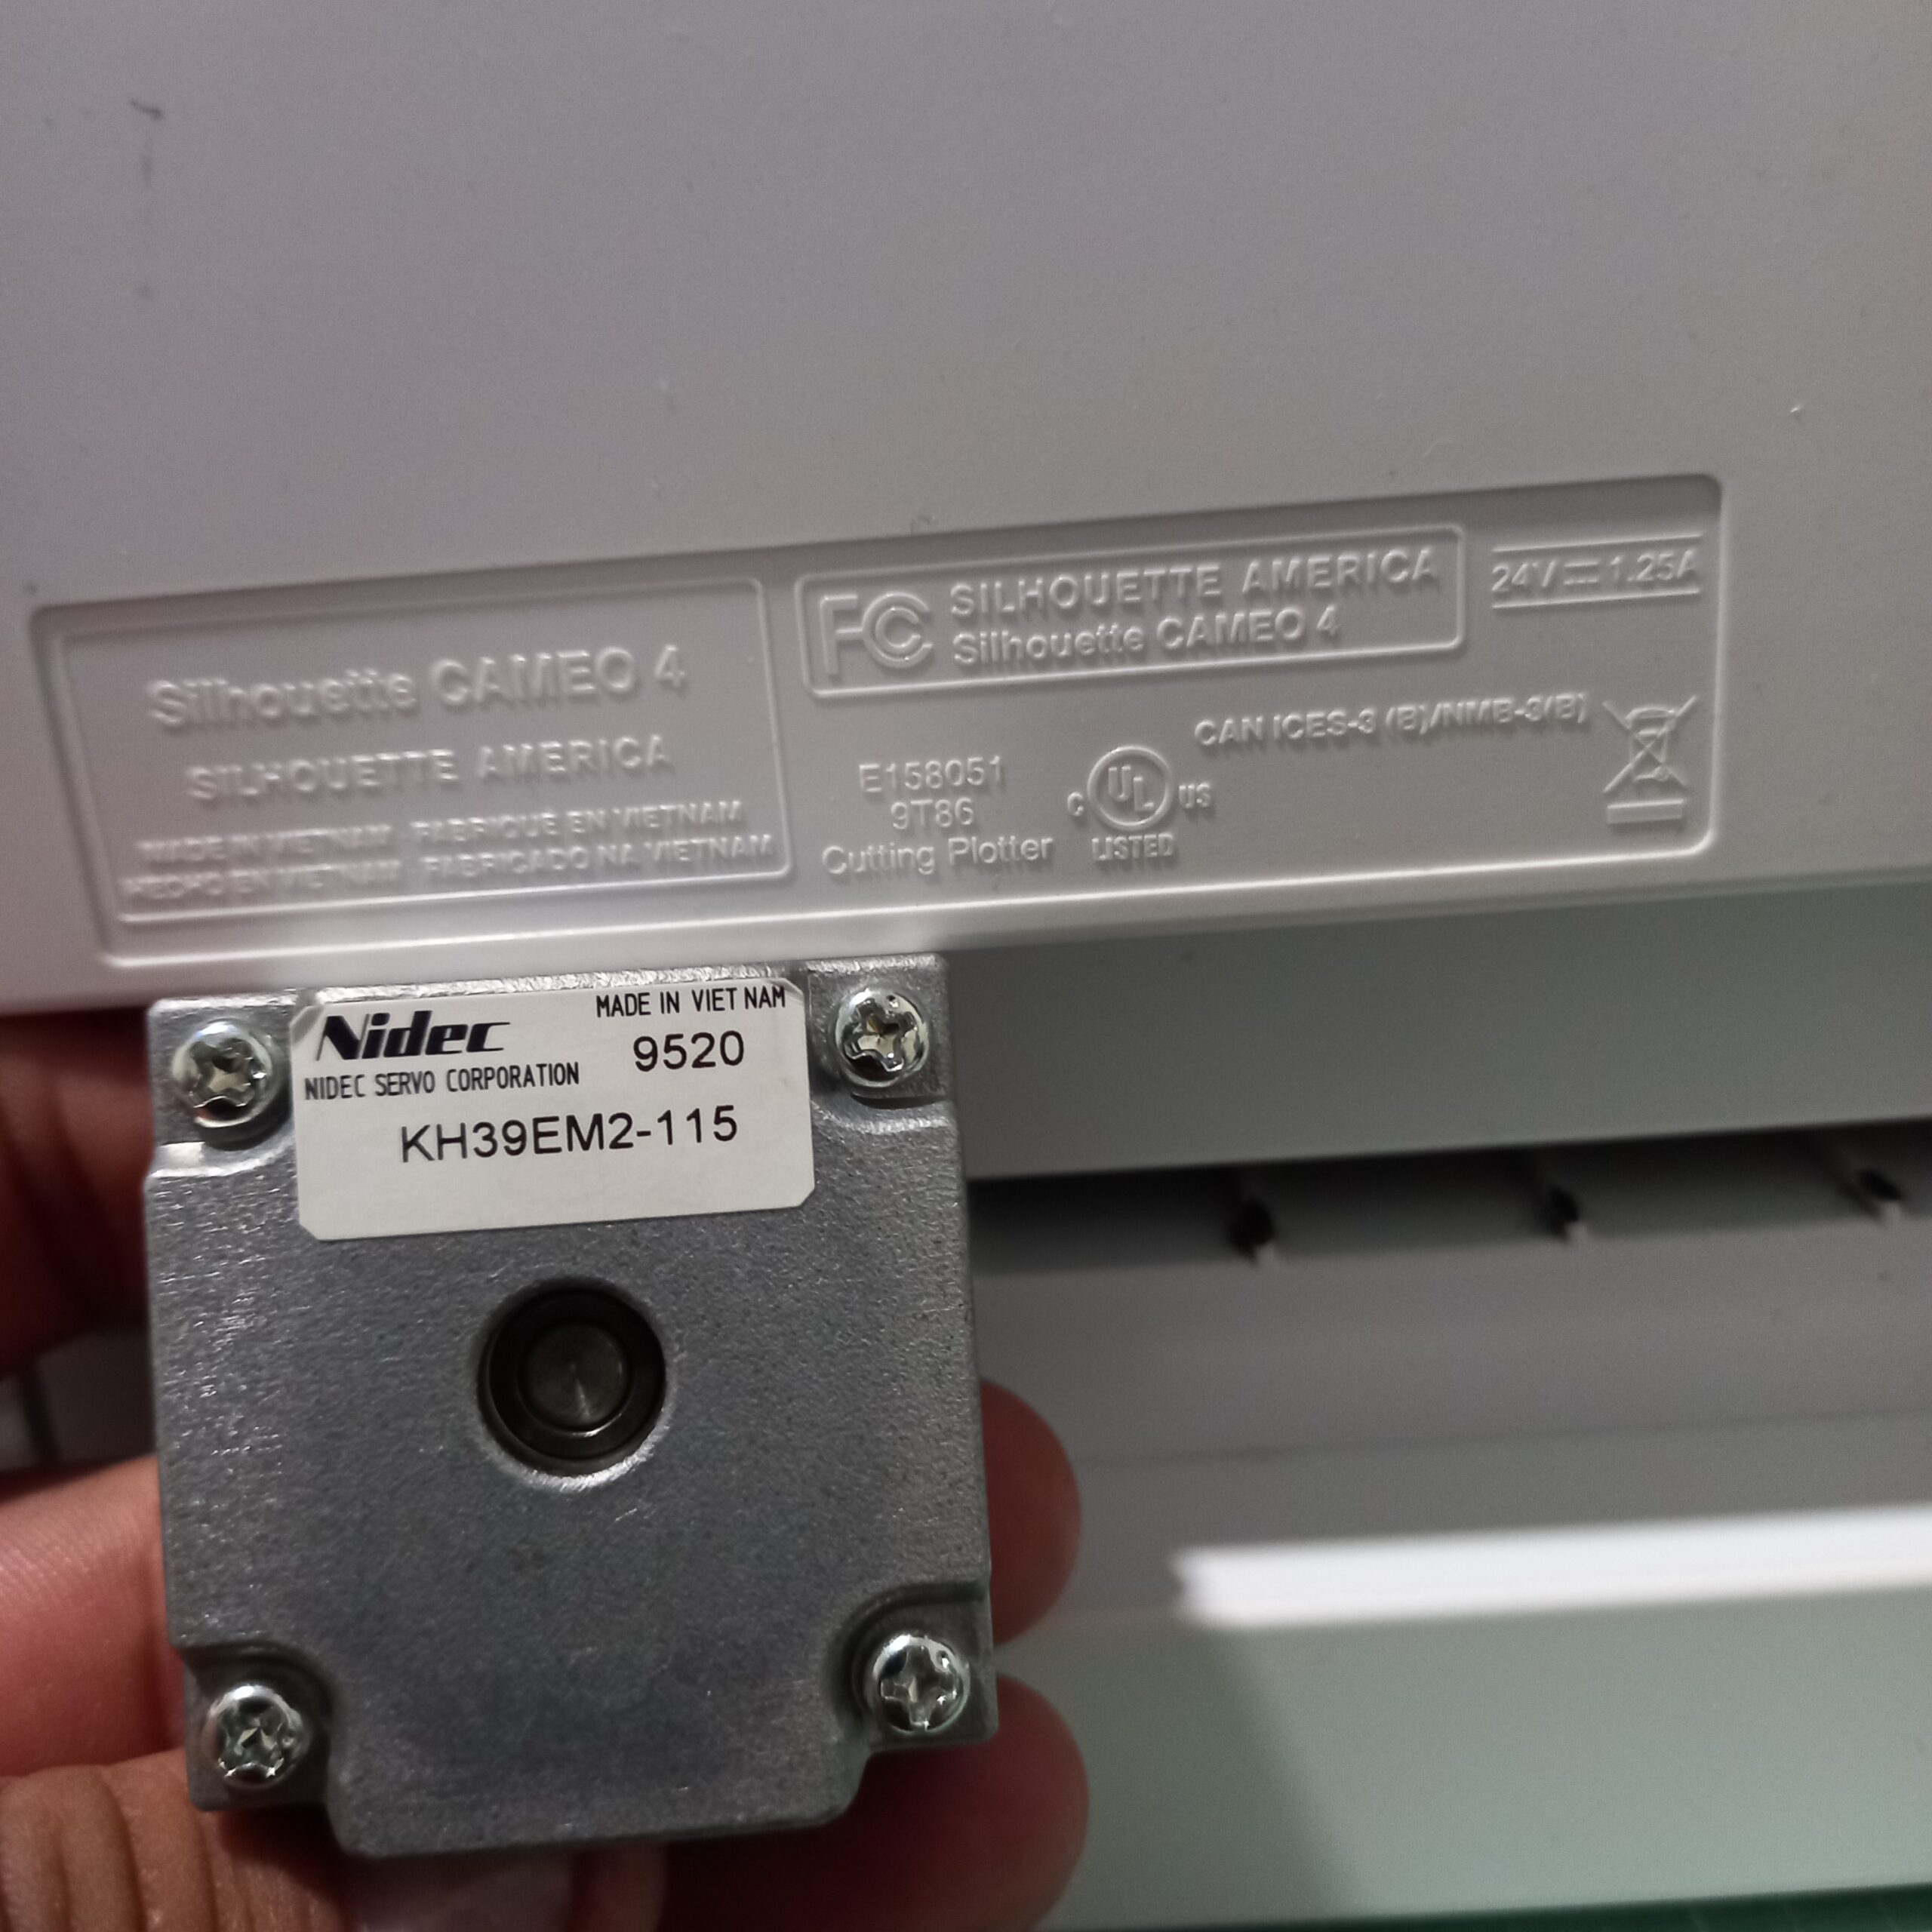 Silhouette CAMEO 4
SILHOUETTE AMERICA
MADE IN VIETNAM FABRIQUÉ EN VIETNAM
HECHO EN VIETNAM FABRICADO NA VIETNAM
FC SILHOUETTE AMERICA
Silhouette CAMEO 4
24V 1.25A
CAN ICES-3 (B)/NMB-3(B)
E158051
9T86
Cutting Plotter
C UL US
LISTED
Nidec
MADE IN VIET NAM
9520
NIDEC SERVO CORPORATION
KH39EM2-115